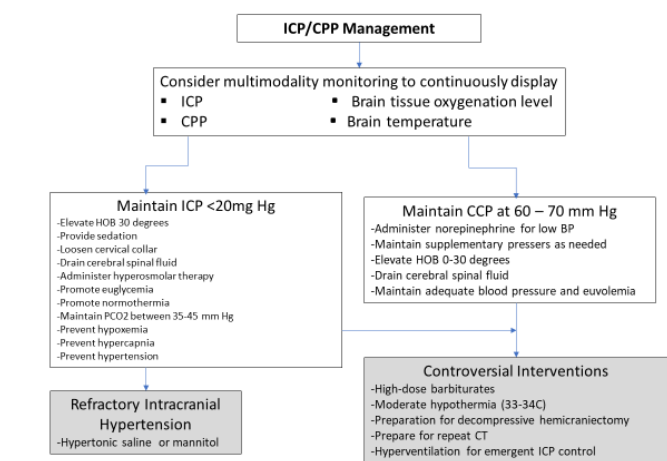 ICP/CPP Management
Consider multimodality monitoring to continuously display
▪ ICP ▪ Brain tissue oxygenation level
▪ CPP ▪ Brain temperature
Maintain ICP <20mg Hg
-Elevate HOB 30 degrees
-Provide sedation
-Loosen cervical collar
-Drain cerebral spinal fluid
-Administer hyperosmolar therapy
-Promote euglycemia
-Promote normothermia
-Maintain PCO2 between 35-45 mm Hg
-Prevent hypoxemia
-Prevent hypercapnia
-Prevent hypertension
Maintain CCP at 60 – 70 mm Hg
-Administer norepinephrine for low BP
-Maintain supplementary pressers as needed
-Elevate HOB 0-30 degrees
-Drain cerebral spinal fluid
-Maintain adequate blood pressure and euvolemia
Refractory Intracranial
Hypertension
-Hypertonic saline or mannitol
Controversial Interventions
-High-dose barbiturates
-Moderate hypothermia (33-34C)
-Preparation for decompressive hemicraniectomy
-Prepare for repeat CT
-Hyperventilation for emergent ICP control